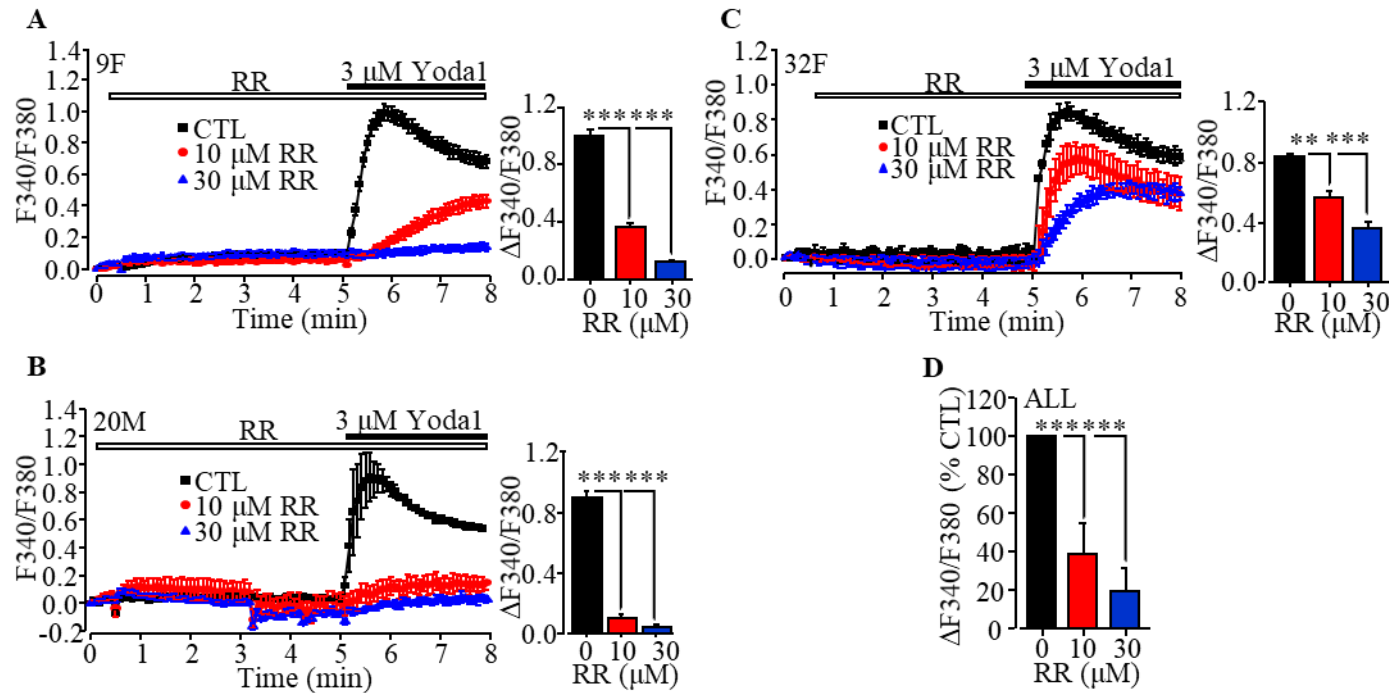 A
9F
RR
3 μM Yoda1
CTL
10 μM RR
30 μM RR
F340/F380
1.4
1.2
1.0
0.8
0.6
0.4
0.2
0.0
0 1 2 3 4 5 6 7 8
Time (min)
ΔF340/F380
1.2
0.8
0.4
0.0
*** ***
0 10 30
RR (μM)
C
32F
RR
3 μM Yoda1
CTL
10 μM RR
30 μM RR
F340/F380
1.2
1.0
0.8
0.6
0.4
0.2
0.0
0 1 2 3 4 5 6 7 8
Time (min)
ΔF340/F380
1.2
0.8
0.4
0.0
** ***
0 10 30
RR (μM)
B
20M
RR
3 μM Yoda1
CTL
10 μM RR
30 μM RR
F340/F380
1.4
1.2
1.0
0.8
0.6
0.4
0.2
0.0
-0.2
0 1 2 3 4 5 6 7 8
Time (min)
ΔF340/F380
1.2
0.8
0.4
0.0
*** ***
0 10 30
RR (μM)
D
ALL
ΔF340/F380 (% CTL)
120
100
80
60
40
20
0
*** ***
0 10 30
RR (μM)